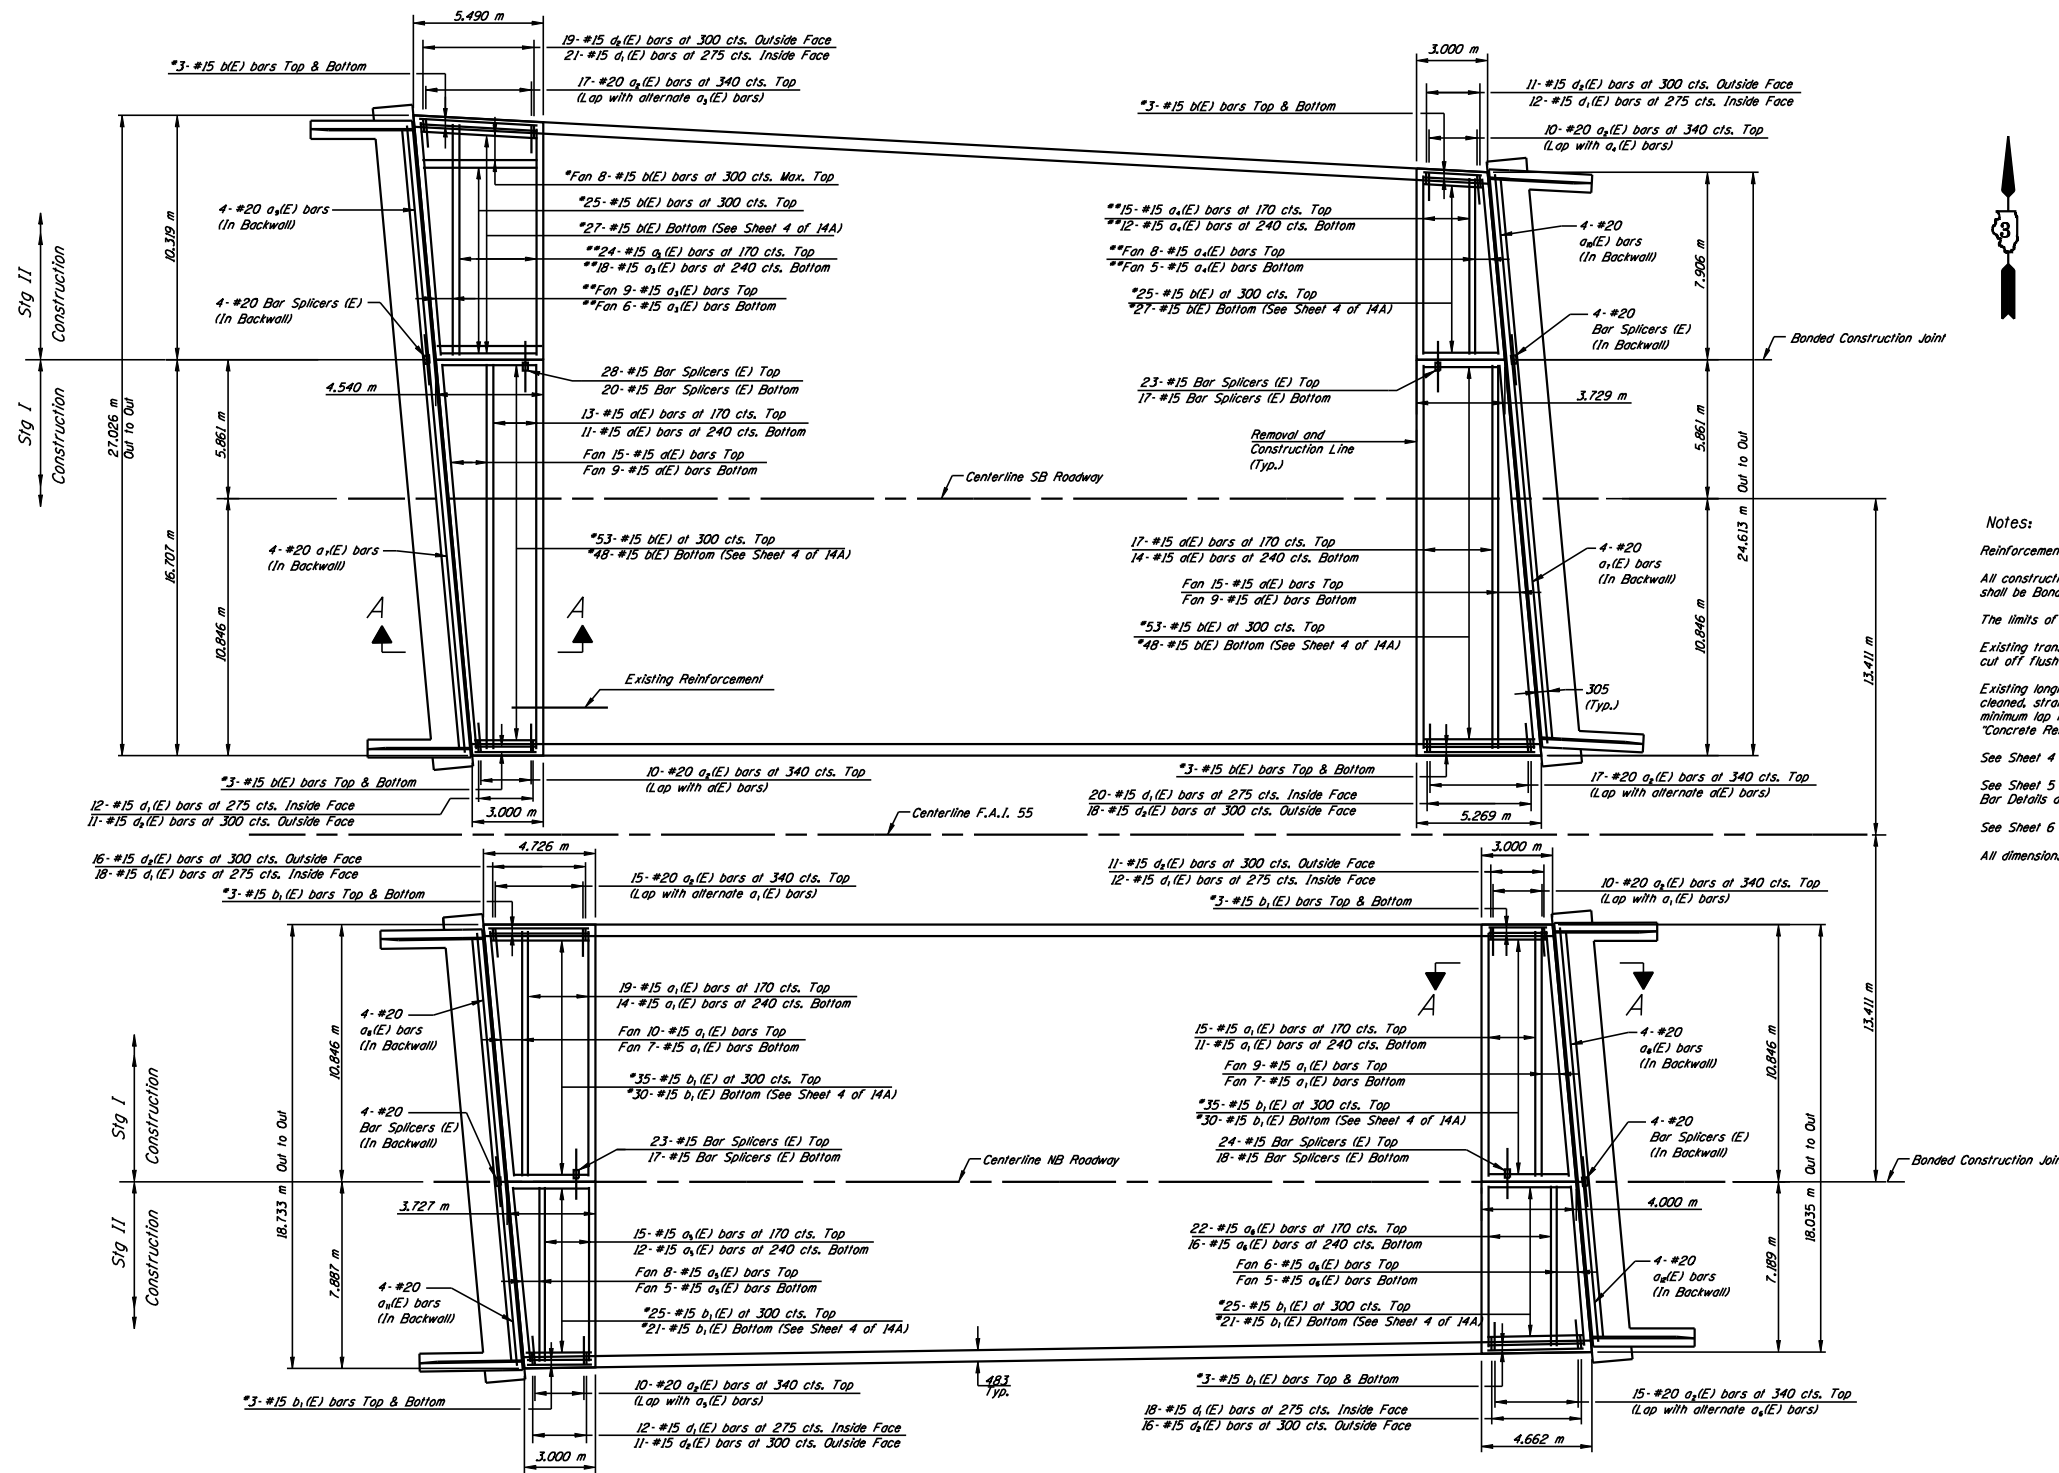 5.490 m
19- #15 d₂(E) bars at 300 cts. Outside Face
21- #15 d₁(E) bars at 275 cts. Inside Face
*3- #15 b(E) bars Top & Bottom
17- #20 a₂(E) bars at 340 cts. Top
(Lap with alternate a₃(E) bars)
*Fan 8- #15 b(E) bars at 300 cts. Max. Top
*25- #15 b(E) bars at 300 cts. Top
*27- #15 b(E) Bottom (See Sheet 4 of 14A)
**24- #15 a₃(E) bars at 170 cts. Top
**18- #15 a₃(E) bars at 240 cts. Bottom
**Fan 9- #15 a₃(E) bars Top
**Fan 6- #15 a₃(E) bars Bottom
4- #20 a₉(E) bars
(In Backwall)
4- #20 Bar Splicers (E)
(In Backwall)
10.319 m
Stg II
Construction
Stg I
Construction
27.026 m
Out to Out
5.861 m
16.707 m
10.846 m
4.540 m
28- #15 Bar Splicers (E) Top
20- #15 Bar Splicers (E) Bottom
13- #15 a(E) bars at 170 cts. Top
11- #15 a(E) bars at 240 cts. Bottom
Fan 15- #15 a(E) bars Top
Fan 9- #15 a(E) bars Bottom
Centerline SB Roadway
4- #20 a₇(E) bars
(In Backwall)
*53- #15 b(E) at 300 cts. Top
*48- #15 b(E) Bottom (See Sheet 4 of 14A)
A
A
Existing Reinforcement
*3- #15 b(E) bars Top & Bottom
12- #15 d₁(E) bars at 275 cts. Inside Face
11- #15 d₂(E) bars at 300 cts. Outside Face
10- #20 a₂(E) bars at 340 cts. Top
(Lap with a(E) bars)
3.000 m
3.000 m
*3- #15 b(E) bars Top & Bottom
11- #15 d₂(E) bars at 300 cts. Outside Face
12- #15 d₁(E) bars at 275 cts. Inside Face
10- #20 a₂(E) bars at 340 cts. Top
(Lap with a₄(E) bars)
**15- #15 a₄(E) bars at 170 cts. Top
**12- #15 a₄(E) bars at 240 cts. Bottom
**Fan 8- #15 a₄(E) bars Top
**Fan 5- #15 a₄(E) bars Bottom
*25- #15 b(E) at 300 cts. Top
*27- #15 b(E) Bottom (See Sheet 4 of 14A)
4- #20
a₁₀(E) bars
(In Backwall)
4- #20
Bar Splicers (E)
(In Backwall)
7.906 m
Bonded Construction Joint
23- #15 Bar Splicers (E) Top
17- #15 Bar Splicers (E) Bottom
3.729 m
Removal and
Construction Line
(Typ.)
5.861 m
24.613 m Out to Out
17- #15 a(E) bars at 170 cts. Top
14- #15 a(E) bars at 240 cts. Bottom
Fan 15- #15 a(E) bars Top
Fan 9- #15 a(E) bars Bottom
*53- #15 b(E) at 300 cts. Top
*48- #15 b(E) Bottom (See Sheet 4 of 14A)
4- #20
a₇(E) bars
(In Backwall)
305
(Typ.)
10.846 m
13.411 m
*3- #15 b(E) bars Top & Bottom
20- #15 d₁(E) bars at 275 cts. Inside Face
18- #15 d₂(E) bars at 300 cts. Outside Face
17- #20 a₂(E) bars at 340 cts. Top
(Lap with alternate a(E) bars)
5.269 m
3
Notes:
Reinforcemen
All constructi
shall be Bond
The limits of
Existing tran
cut off flush
Existing long
cleaned, stra
minimum lap
"Concrete Re
See Sheet 4
See Sheet 5
Bar Details a
See Sheet 6
All dimension
Centerline F.A.I. 55
4.726 m
16- #15 d₂(E) bars at 300 cts. Outside Face
18- #15 d₁(E) bars at 275 cts. Inside Face
*3- #15 b₁(E) bars Top & Bottom
15- #20 a₂(E) bars at 340 cts. Top
(Lap with alternate a₁(E) bars)
19- #15 a₁(E) bars at 170 cts. Top
14- #15 a₁(E) bars at 240 cts. Bottom
Fan 10- #15 a₁(E) bars Top
Fan 7- #15 a₁(E) bars Bottom
*35- #15 b₁(E) at 300 cts. Top
*30- #15 b₁(E) Bottom (See Sheet 4 of 14A)
4- #20
a₈(E) bars
(In Backwall)
4- #20
Bar Splicers (E)
(In Backwall)
10.846 m
Stg I
Construction
Stg II
Construction
18.733 m Out to Out
7.887 m
23- #15 Bar Splicers (E) Top
17- #15 Bar Splicers (E) Bottom
Centerline NB Roadway
3.727 m
15- #15 a₅(E) bars at 170 cts. Top
12- #15 a₅(E) bars at 240 cts. Bottom
Fan 8- #15 a₅(E) bars Top
Fan 5- #15 a₅(E) bars Bottom
*25- #15 b₁(E) at 300 cts. Top
*21- #15 b₁(E) Bottom (See Sheet 4 of 14A)
4- #20
a₁₁(E) bars
(In Backwall)
*3- #15 b₁(E) bars Top & Bottom
10- #20 a₂(E) bars at 340 cts. Top
(Lap with a₅(E) bars)
12- #15 d₁(E) bars at 275 cts. Inside Face
11- #15 d₂(E) bars at 300 cts. Outside Face
3.000 m
483
Typ.
3.000 m
11- #15 d₂(E) bars at 300 cts. Outside Face
12- #15 d₁(E) bars at 275 cts. Inside Face
*3- #15 b₁(E) bars Top & Bottom
10- #20 a₂(E) bars at 340 cts. Top
(Lap with a₁(E) bars)
A
A
15- #15 a₁(E) bars at 170 cts. Top
11- #15 a₁(E) bars at 240 cts. Bottom
Fan 9- #15 a₁(E) bars Top
Fan 7- #15 a₁(E) bars Bottom
*35- #15 b₁(E) at 300 cts. Top
*30- #15 b₁(E) Bottom (See Sheet 4 of 14A)
24- #15 Bar Splicers (E) Top
18- #15 Bar Splicers (E) Bottom
4- #20
a₈(E) bars
(In Backwall)
4- #20
Bar Splicers (E)
(In Backwall)
10.846 m
13.411 m
18.035 m Out to Out
Bonded Construction Join
4.000 m
22- #15 a₆(E) bars at 170 cts. Top
16- #15 a₆(E) bars at 240 cts. Bottom
Fan 6- #15 a₆(E) bars Top
Fan 5- #15 a₆(E) bars Bottom
*25- #15 b₁(E) at 300 cts. Top
*21- #15 b₁(E) Bottom (See Sheet 4 of 14A)
4- #20
a₁₂(E) bars
(In Backwall)
7.189 m
*3- #15 b₁(E) bars Top & Bottom
18- #15 d₁(E) bars at 275 cts. Inside Face
16- #15 d₂(E) bars at 300 cts. Outside Face
15- #20 a₂(E) bars at 340 cts. Top
(Lap with alternate a₆(E) bars)
4.662 m